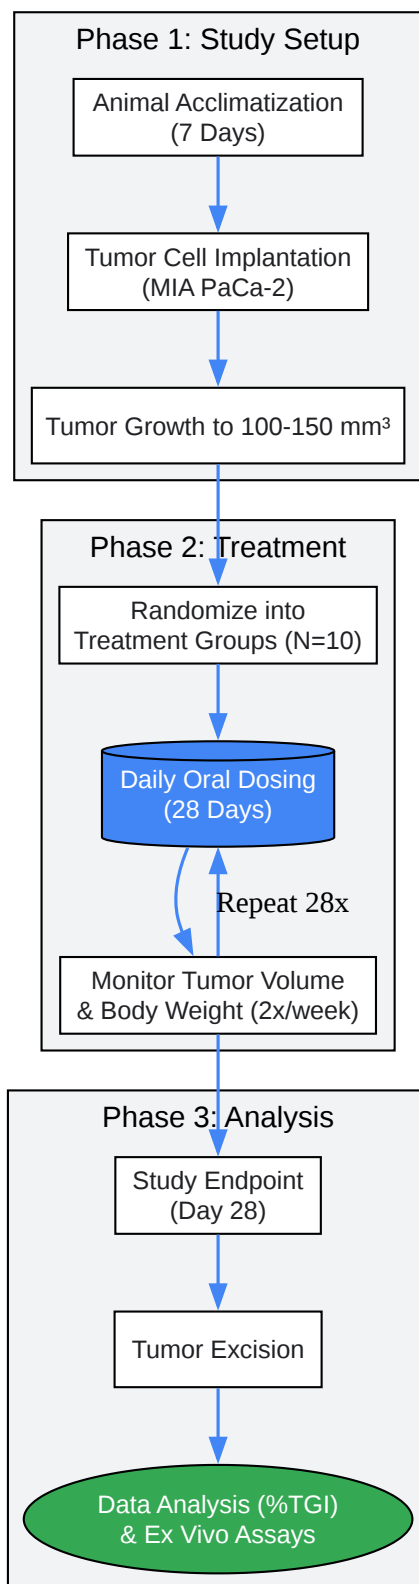 Phase 1: Study Setup
Animal Acclimatization
(7 Days)
Tumor Cell Implantation
(MIA PaCa-2)
Tumor Growth to 100-150 mm³
Phase 2: Treatment
Randomize into
Treatment Groups (N=10)
Daily Oral Dosing
(28 Days)
Repeat 28x
Monitor Tumor Volume
& Body Weight (2x/week)
Phase 3: Analysis
Study Endpoint
(Day 28)
Tumor Excision
Data Analysis (%TGI)
& Ex Vivo Assays